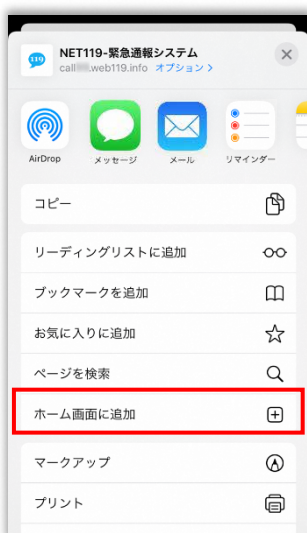 119
NET119-緊急通報システム
call web119.info オプション >
AirDrop
メッセージ
メール
リマインダー
コピー
リーディングリストに追加
ブックマークを追加
お気に入りに追加
ページを検索
ホーム画面に追加
マークアップ
プリント